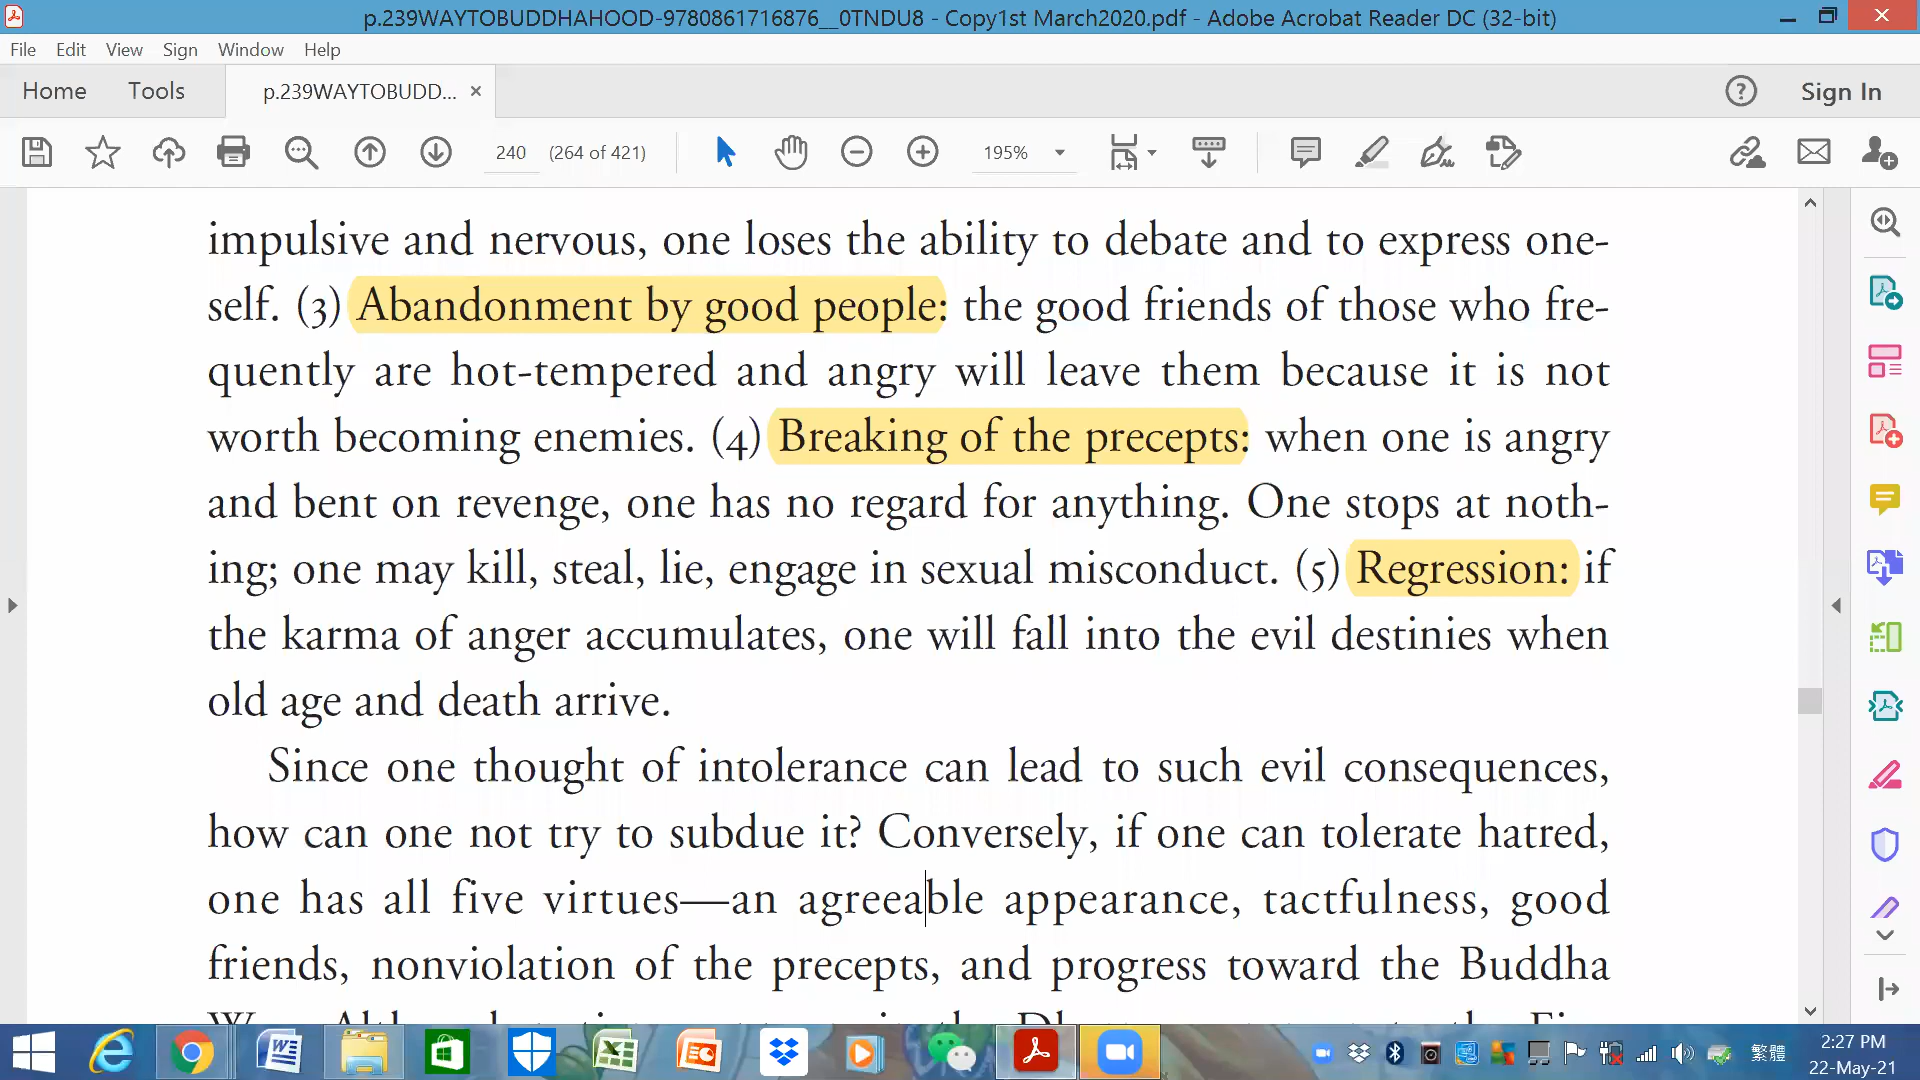 p.239WAYTOBUDDHAHOOD-9780861716876__0TNDU8 - Copy1st March2020.pdf - Adobe Acrobat Reader DC (32-bit)
File Edit View Sign Window Help
Home Tools p.239WAYTOBUDD... × Sign In
240 (264 of 421) 195%
impulsive and nervous, one loses the ability to debate and to express one-
self. (3) Abandonment by good people: the good friends of those who fre-
quently are hot-tempered and angry will leave them because it is not
worth becoming enemies. (4) Breaking of the precepts: when one is angry
and bent on revenge, one has no regard for anything. One stops at noth-
ing; one may kill, steal, lie, engage in sexual misconduct. (5) Regression: if
the karma of anger accumulates, one will fall into the evil destinies when
old age and death arrive.
Since one thought of intolerance can lead to such evil consequences,
how can one not try to subdue it? Conversely, if one can tolerate hatred,
one has all five virtues—an agreeable appearance, tactfulness, good
friends, nonviolation of the precepts, and progress toward the Buddha
繁體
2:27 PM
22-May-21